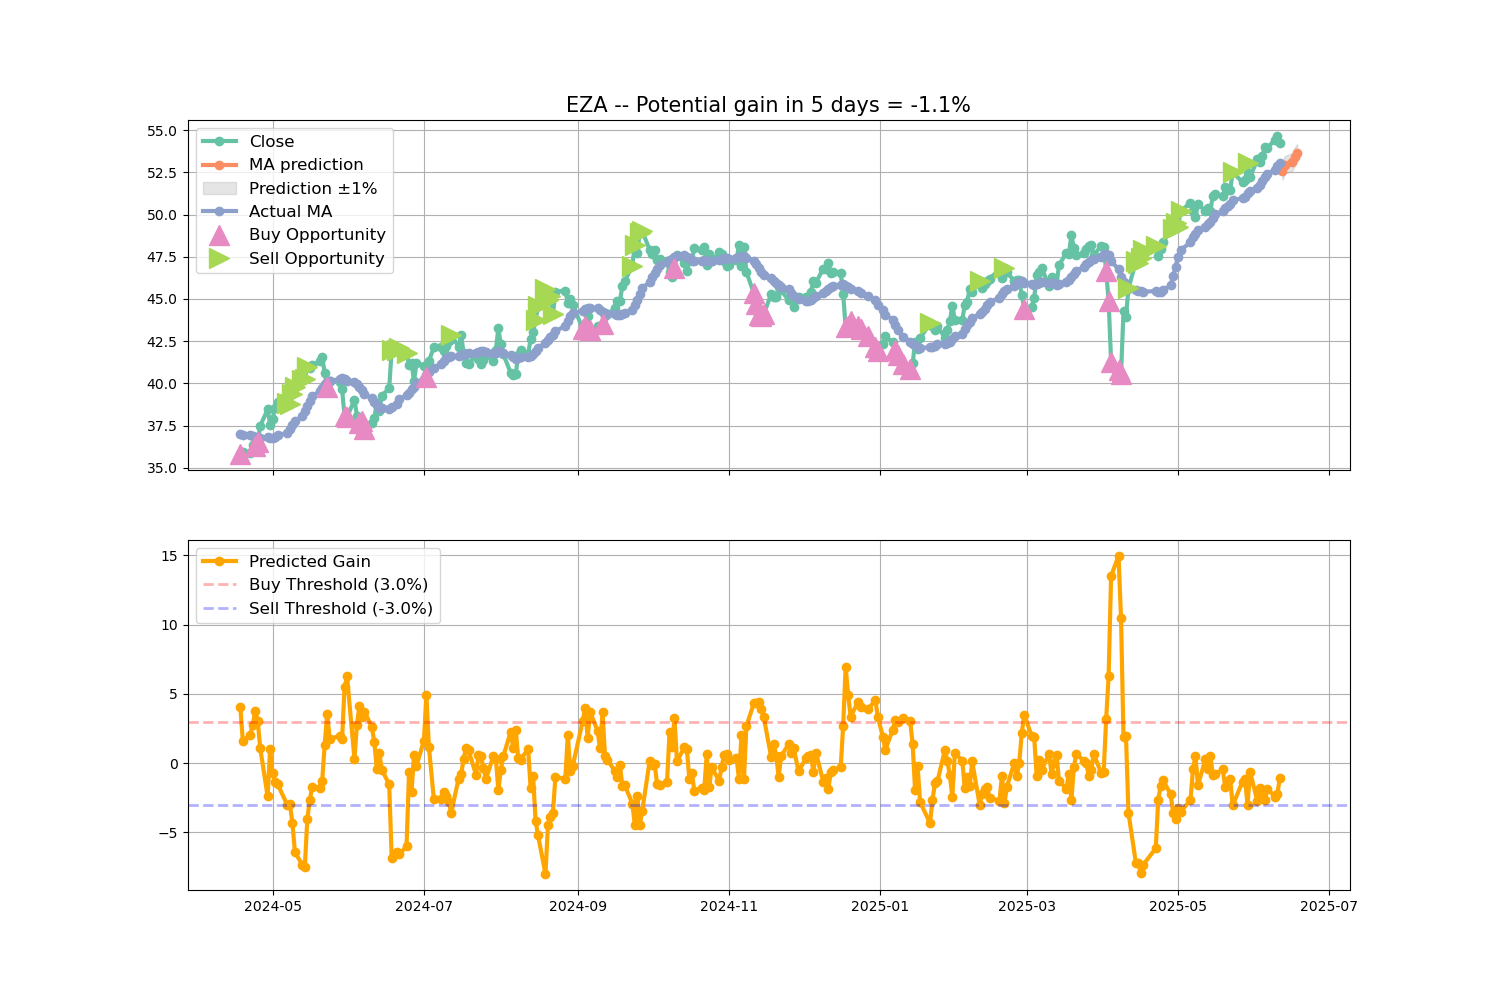 EZA -- Potential gain in 5 days = -1.1%
55.0
52.5
50.0
47.5
45.0
42.5
40.0
37.5
35.0
Close
MA prediction
Prediction ±1%
Actual MA
Buy Opportunity
Sell Opportunity
15
10
5
0
−5
Predicted Gain
Buy Threshold (3.0%)
Sell Threshold (-3.0%)
2024-05 2024-07 2024-09 2024-11 2025-01 2025-03 2025-05 2025-07